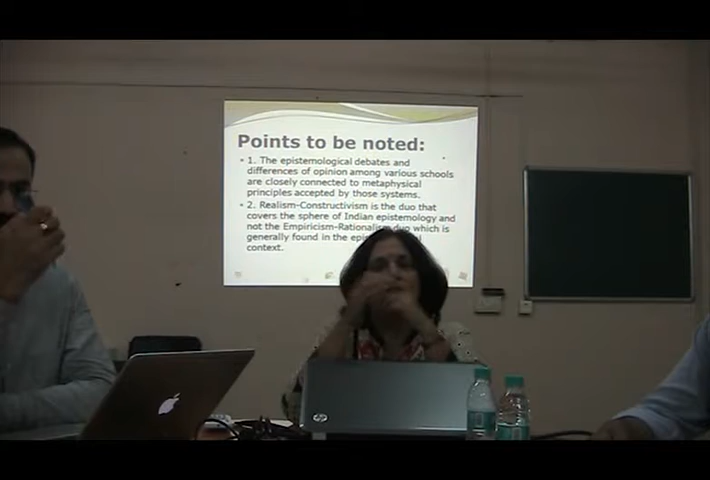 Points to be noted:
1. The epistemological debates and
differences of opinion among various schools
are closely connected to metaphysical
principles accepted by those systems.
2. Realism-Constructivism is the duo that
covers the sphere of Indian epistemology and
not the Empiricism-Rationalism duo which is
generally found in the
context.
hp